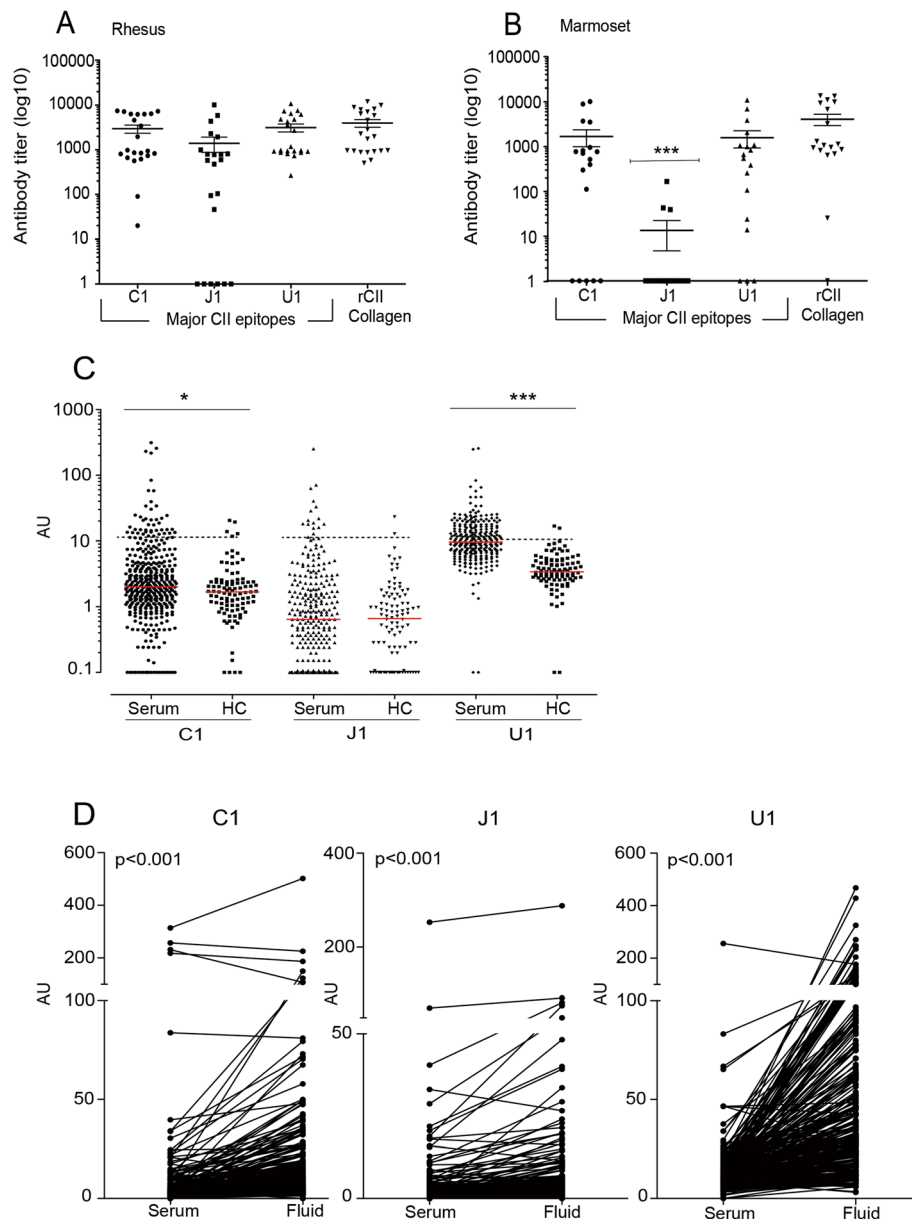 A Rhesus
Antibody titer (log10)
100000
10000
1000
100
10
1
C1 J1 U1 rCII
Major CII epitopes Collagen
B Marmoset
Antibody titer (log10)
100000
10000
1000
100
10
1
***
C1 J1 U1 rCII
Major CII epitopes Collagen
C
AU
1000
100
10
1
0.1
* ***
Serum HC Serum HC Serum HC
C1 J1 U1
D
C1
p<0.001
AU
600
400
200
100
50
0
Serum Fluid
J1
p<0.001
AU
400
200
50
0
Serum Fluid
U1
p<0.001
AU
600
400
200
100
50
0
Serum Fluid